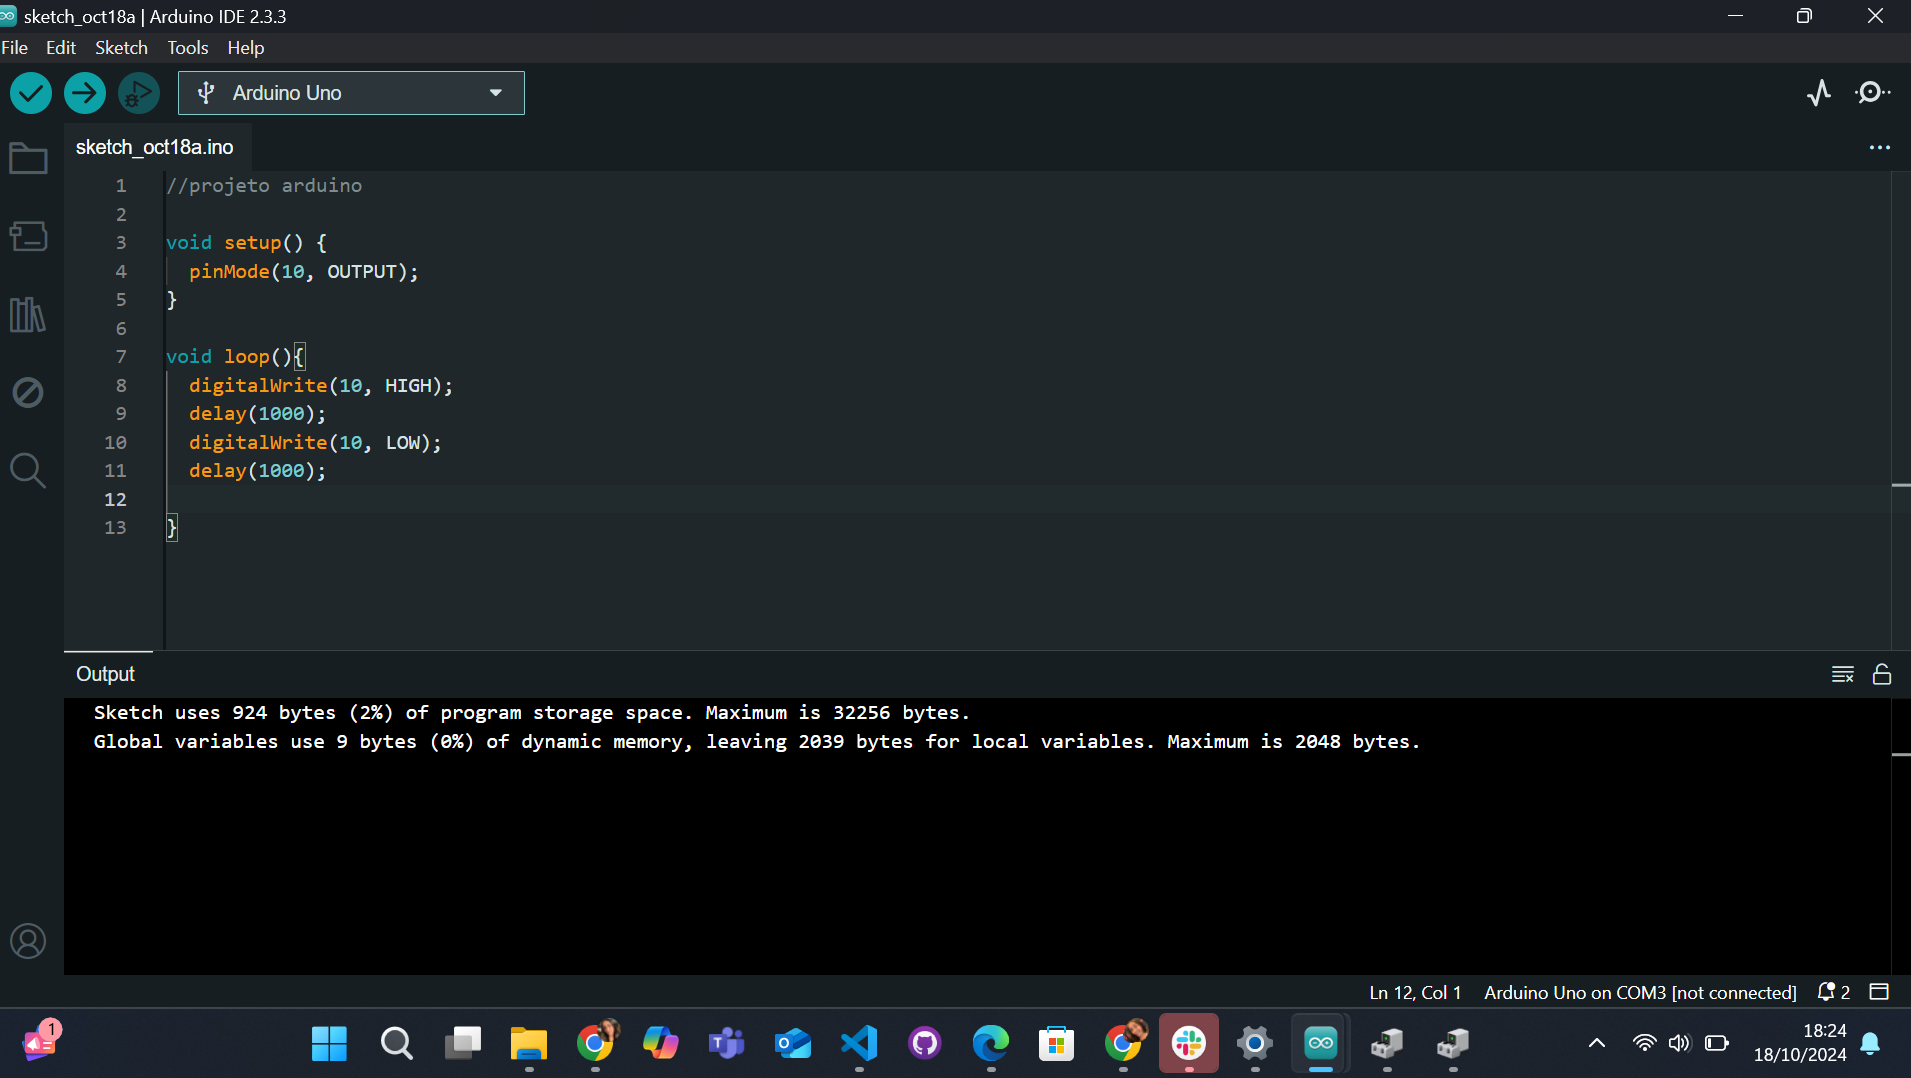 sketch_oct18a | Arduino IDE 2.3.3
File Edit Sketch Tools Help
Arduino Uno
sketch_oct18a.ino
1 //projeto arduino
2
3 void setup() {
4 pinMode(10, OUTPUT);
5 }
6
7 void loop(){
8 digitalWrite(10, HIGH);
9 delay(1000);
10 digitalWrite(10, LOW);
11 delay(1000);
12
13 }
Output
Sketch uses 924 bytes (2%) of program storage space. Maximum is 32256 bytes.
Global variables use 9 bytes (0%) of dynamic memory, leaving 2039 bytes for local variables. Maximum is 2048 bytes.
Ln 12, Col 1 Arduino Uno on COM3 [not connected] 2
1
18:24
18/10/2024